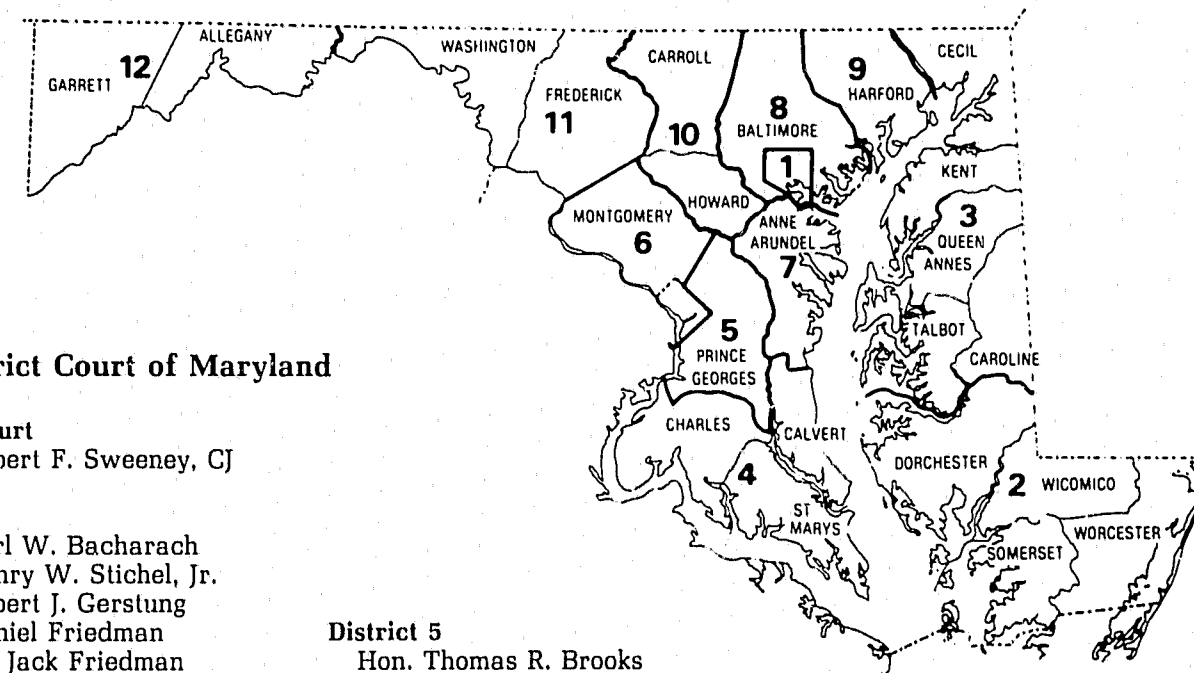 ALLEGANY
WASHINGTON
CARROLL
CECIL
12
GARRETT
9
HARFORD
FREDERICK
11
8
BALTIMORE
10
1
KENT
MONTGOMERY
6
HOWARD
ANNE
ARUNDEL
7
3
QUEEN
ANNES
5
PRINCE
GEORGES
TALBOT
CAROLINE
CHARLES
CALVERT
4
ST
MARYS
DORCHESTER
2 WICOMICO
WORCESTER
SOMERSET
rict Court of Maryland
urt
bert F. Sweeney, CJ
rl W. Bacharach
nry W. Stichel, Jr.
bert J. Gerstung
niel Friedman
Jack Friedman
District 5
Hon. Thomas R. Brooks